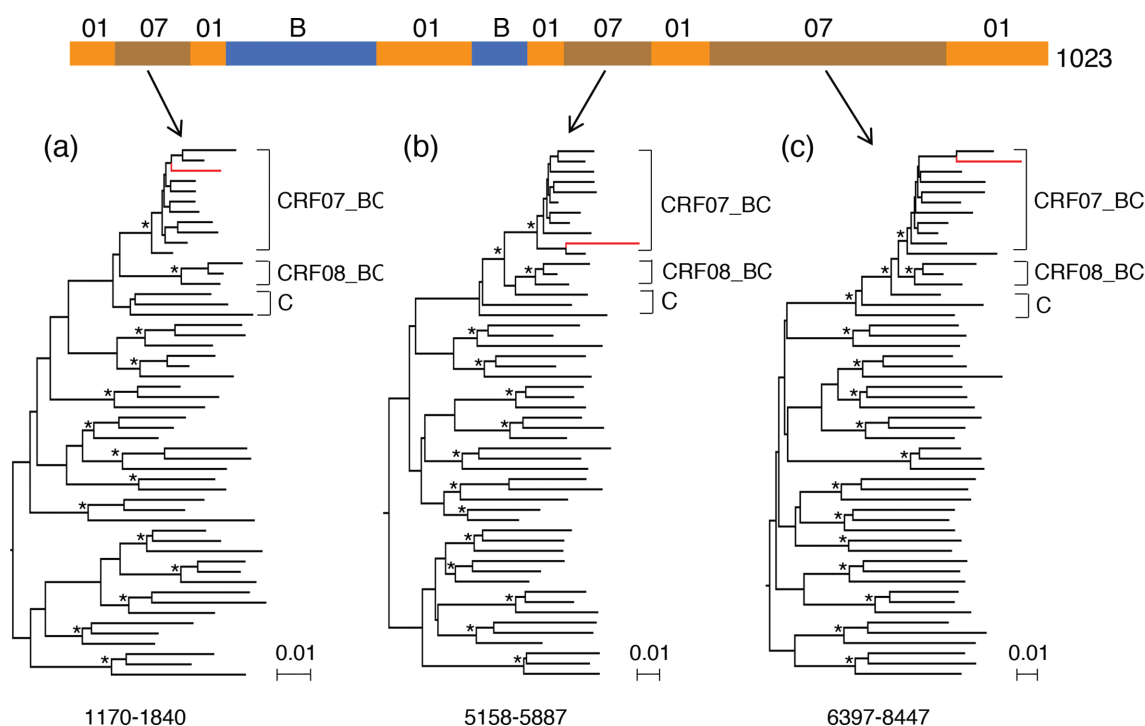 01 07 01 B 01 B 01 07 01 07 01
1023
(a) (b) (c)
CRF07_BC CRF07_BC CRF07_BC
CRF08_BC CRF08_BC CRF08_BC
C C C
* * * * * * * * * * * * *
* * * * * * * * * * * * *
* * * * * * * * * * * * *
0.01 0.01 0.01
1170-1840 5158-5887 6397-8447